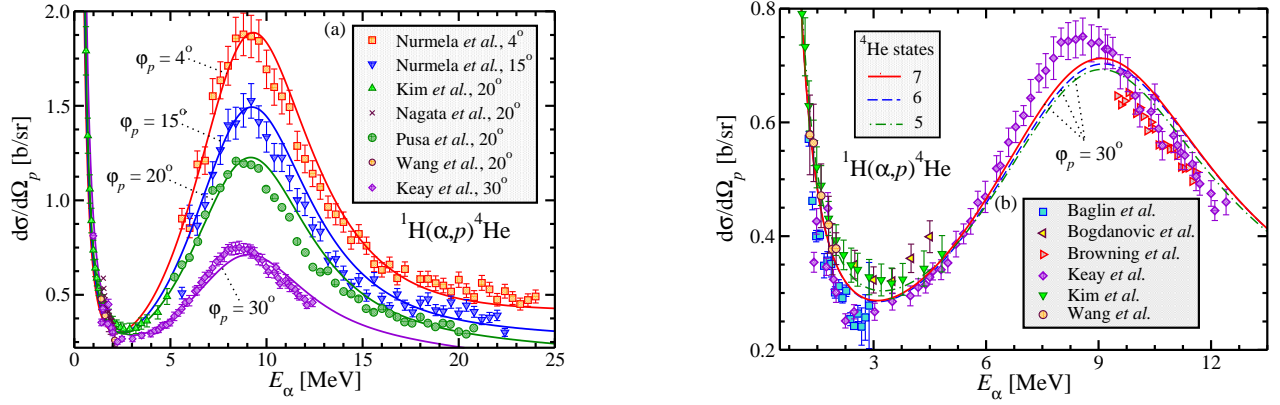 2.0
1.5
1.0
0.5
dσ/dΩp [b/sr]
0
5
10
15
20
25
Eα [MeV]
(a)
φp = 4°
φp = 15°
φp = 20°
φp = 30°
Nurmela et al., 4°
Nurmela et al., 15°
Kim et al., 20°
Nagata et al., 20°
Pusa et al., 20°
Wang et al., 20°
Keay et al., 30°
¹H(α,p)⁴He
0.8
0.6
0.4
0.2
dσ/dΩp [b/sr]
0
3
6
9
12
Eα [MeV]
⁴He states
7
6
5
¹H(α,p)⁴He
φp = 30°
(b)
Baglin et al.
Bogdanovic et al.
Browning et al.
Keay et al.
Kim et al.
Wang et al.